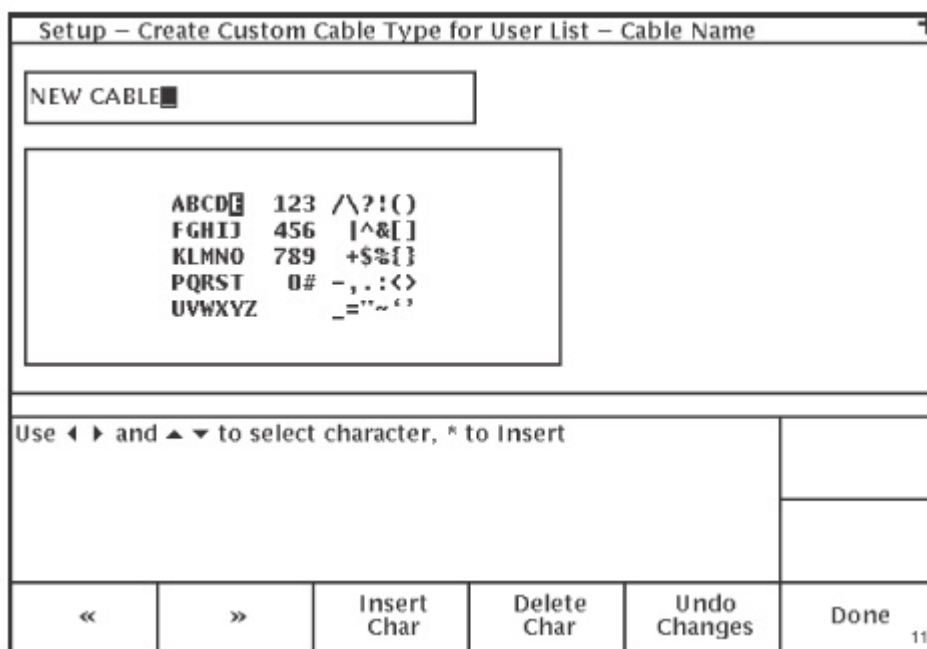 Setup – Create Custom Cable Type for User List – Cable Name
NEW CABLE
ABCDE 123 /\?!()
FGHIJ 456 |^&[]
KLMNO 789 +$%{}
PQRST 0# -,.:<>
UVWXYZ _="~‘’
Use ◂ ▸ and ▴ ▾ to select character, * to Insert
« » Insert Char Delete Char Undo Changes Done
11